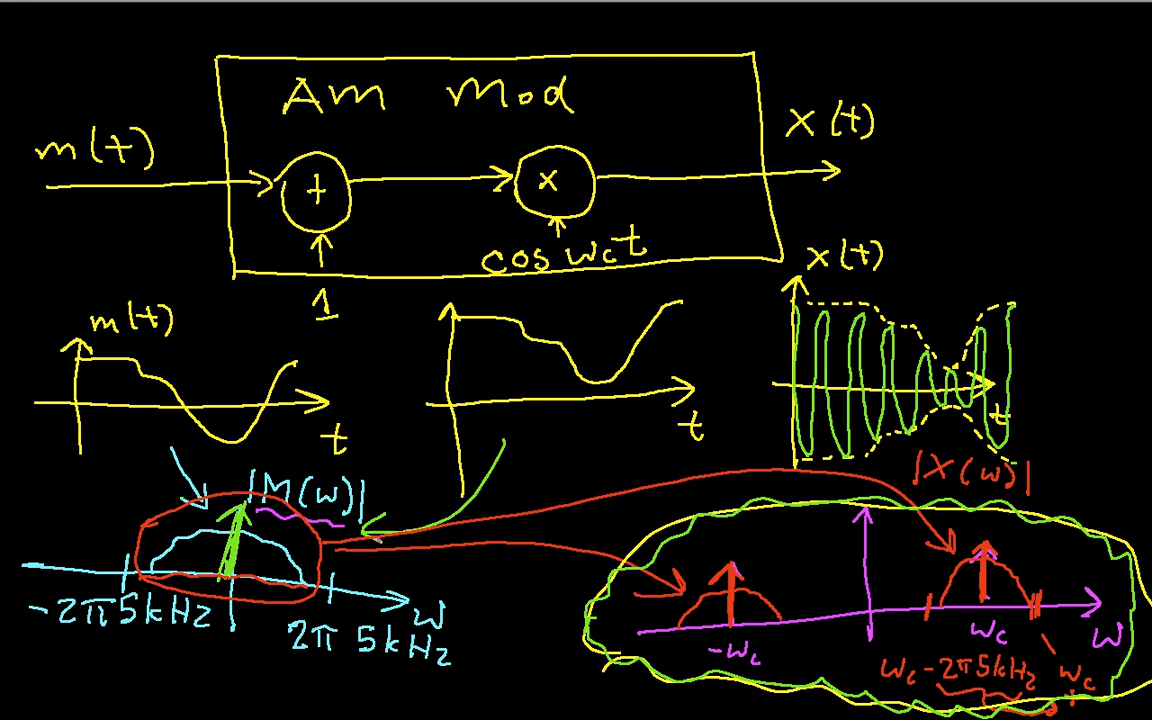 Am Mod
m(t)
x(t)
+
x
cos wct
1
x(t)
m(t)
t
t
t
|M(w)|
|X(w)|
-2π5kHz
2π 5kHz
w
-wc
wc
w
wc-2π5kHz
wc
+